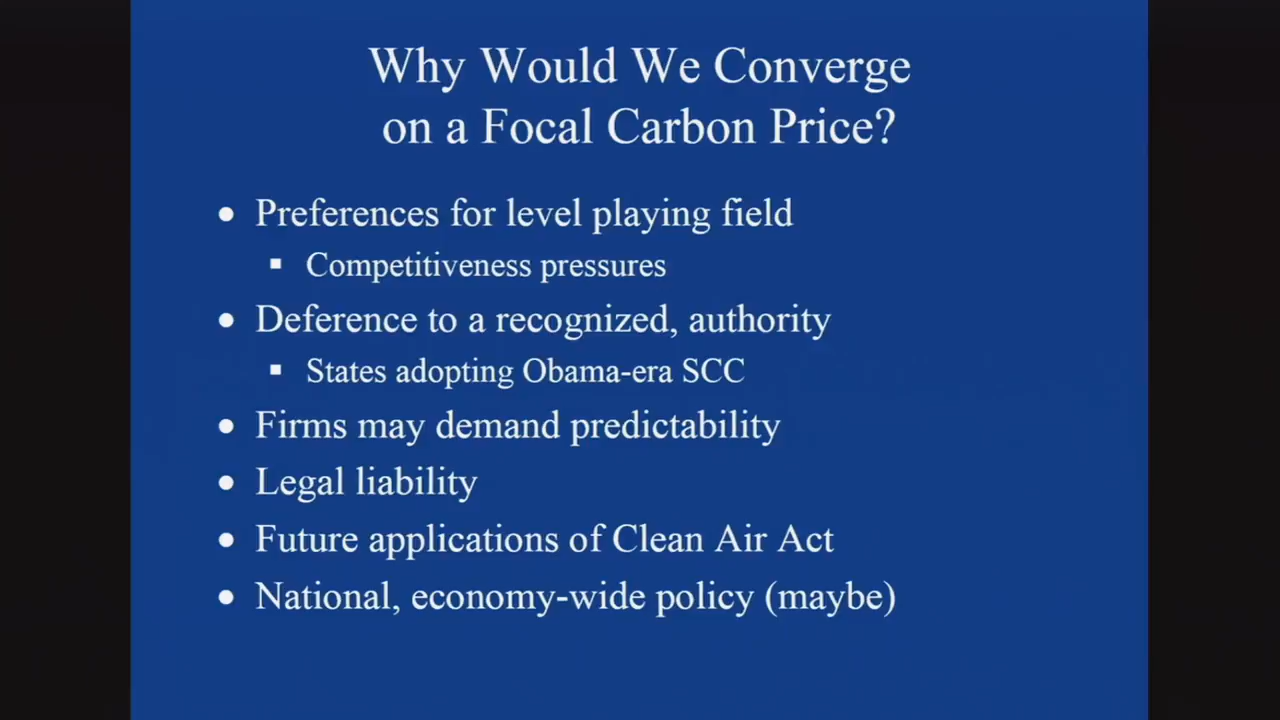 Why Would We Converge
on a Focal Carbon Price?
• Preferences for level playing field
▪ Competitiveness pressures
• Deference to a recognized, authority
▪ States adopting Obama-era SCC
• Firms may demand predictability
• Legal liability
• Future applications of Clean Air Act
• National, economy-wide policy (maybe)